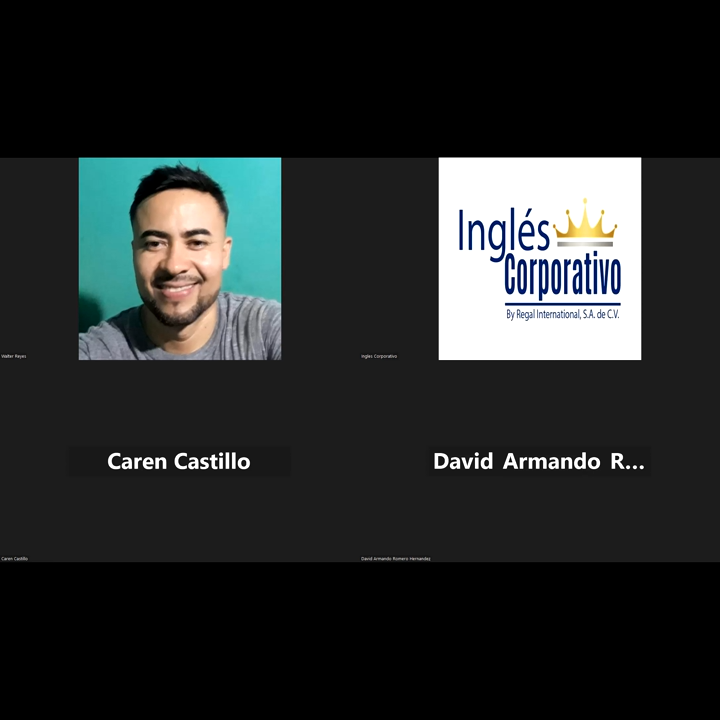 Inglés
Corporativo
By Regal International, S.A. de C.V.
Walter Reyes
Ingles Corporativo
Caren Castillo
David Armando R...
Caren Castillo
David Armando Romero Hernandez